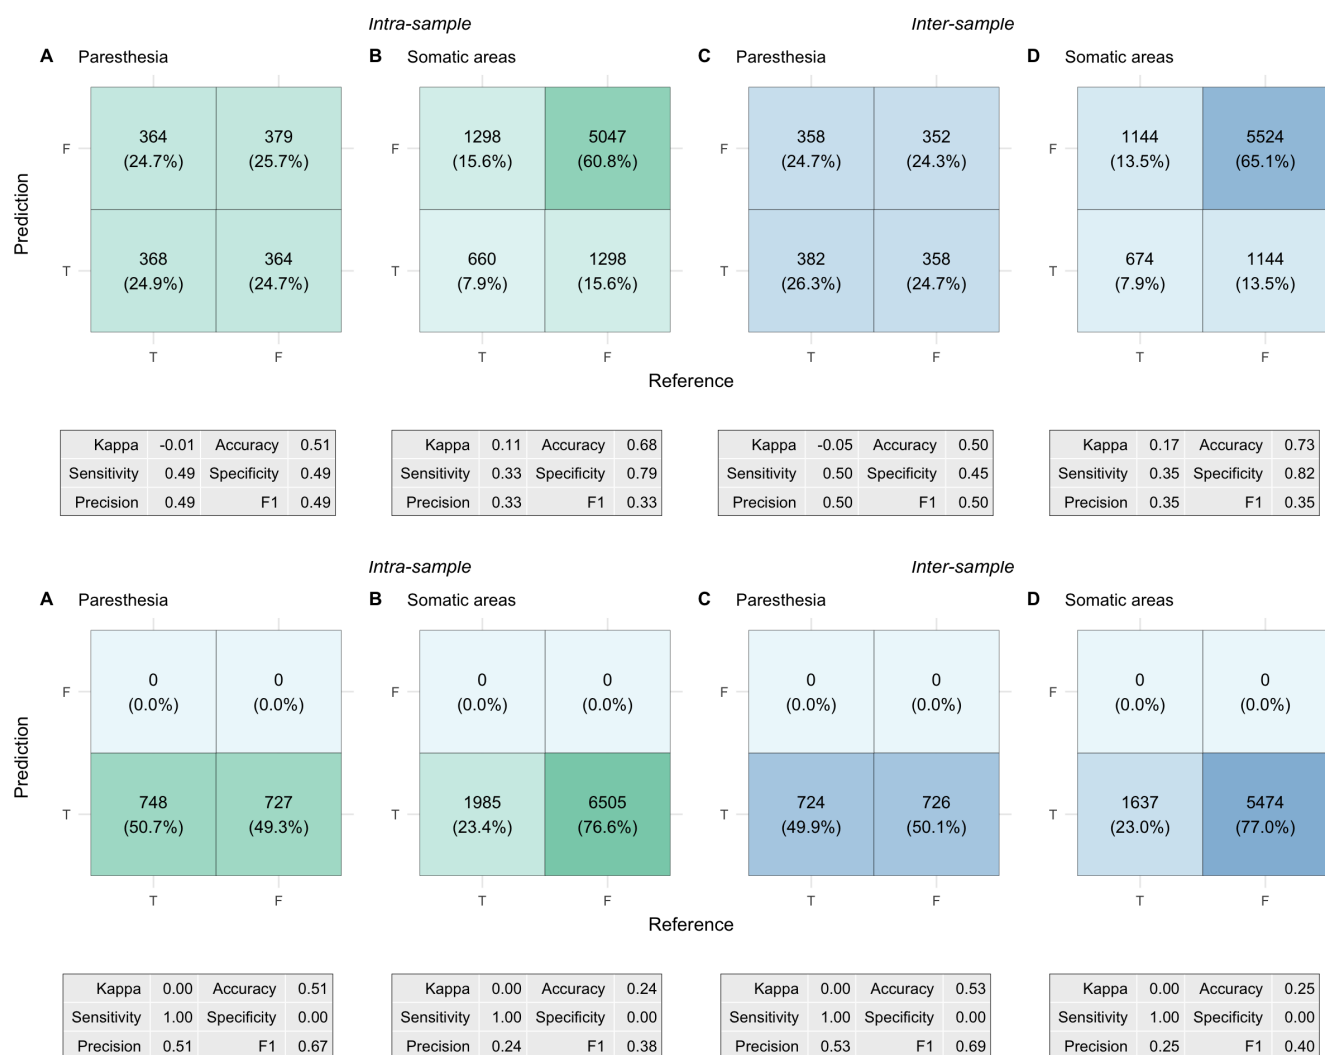 Intra-sample Inter-sample
A Paresthesia B Somatic areas C Paresthesia D Somatic areas
F 364 379 1298 5047 F 358 352 F 1144 5524
(24.7%) (25.7%) (15.6%) (60.8%) (24.7%) (24.3%) (13.5%) (65.1%)
Prediction
T 368 364 660 1298 T 382 358 T 674 1144
(24.9%) (24.7%) (7.9%) (15.6%) (26.3%) (24.7%) (7.9%) (13.5%)
T F T F T F T F
Reference
Kappa -0.01 Accuracy 0.51 Kappa 0.11 Accuracy 0.68 Kappa -0.05 Accuracy 0.50 Kappa 0.17 Accuracy 0.73
Sensitivity 0.49 Specificity 0.49 Sensitivity 0.33 Specificity 0.79 Sensitivity 0.50 Specificity 0.45 Sensitivity 0.35 Specificity 0.82
Precision 0.49 F1 0.49 Precision 0.33 F1 0.33 Precision 0.50 F1 0.50 Precision 0.35 F1 0.35
Intra-sample Inter-sample
A Paresthesia B Somatic areas C Paresthesia D Somatic areas
F 0 0 F 0 0 F 0 0 F 0 0
(0.0%) (0.0%) (0.0%) (0.0%) (0.0%) (0.0%) (0.0%) (0.0%)
Prediction
T 748 727 T 1985 6505 T 724 726 T 1637 5474
(50.7%) (49.3%) (23.4%) (76.6%) (49.9%) (50.1%) (23.0%) (77.0%)
T F T F T F T F
Reference
Kappa 0.00 Accuracy 0.51 Kappa 0.00 Accuracy 0.24 Kappa 0.00 Accuracy 0.53 Kappa 0.00 Accuracy 0.25
Sensitivity 1.00 Specificity 0.00 Sensitivity 1.00 Specificity 0.00 Sensitivity 1.00 Specificity 0.00 Sensitivity 1.00 Specificity 0.00
Precision 0.51 F1 0.67 Precision 0.24 F1 0.38 Precision 0.53 F1 0.69 Precision 0.25 F1 0.40